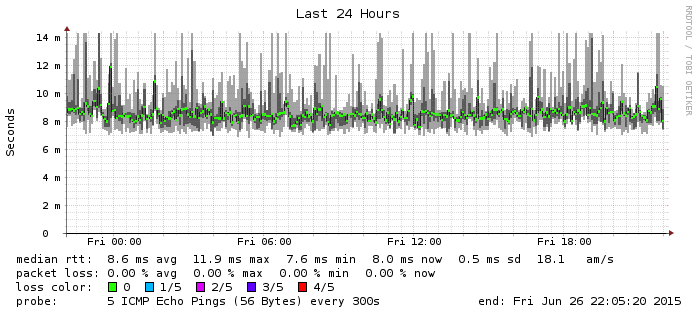 Last 24 Hours
RRDTOOL / TOBI OETIKER
Seconds
14 m
12 m
10 m
8 m
6 m
4 m
2 m
0
Fri 00:00 Fri 06:00 Fri 12:00 Fri 18:00
median rtt: 8.6 ms avg 11.9 ms max 7.6 ms min 8.0 ms now 0.5 ms sd 18.1 am/s
packet loss: 0.00 % avg 0.00 % max 0.00 % min 0.00 % now
loss color: 0 1/5 2/5 3/5 4/5
probe: 5 ICMP Echo Pings (56 Bytes) every 300s end: Fri Jun 26 22:05:20 2015